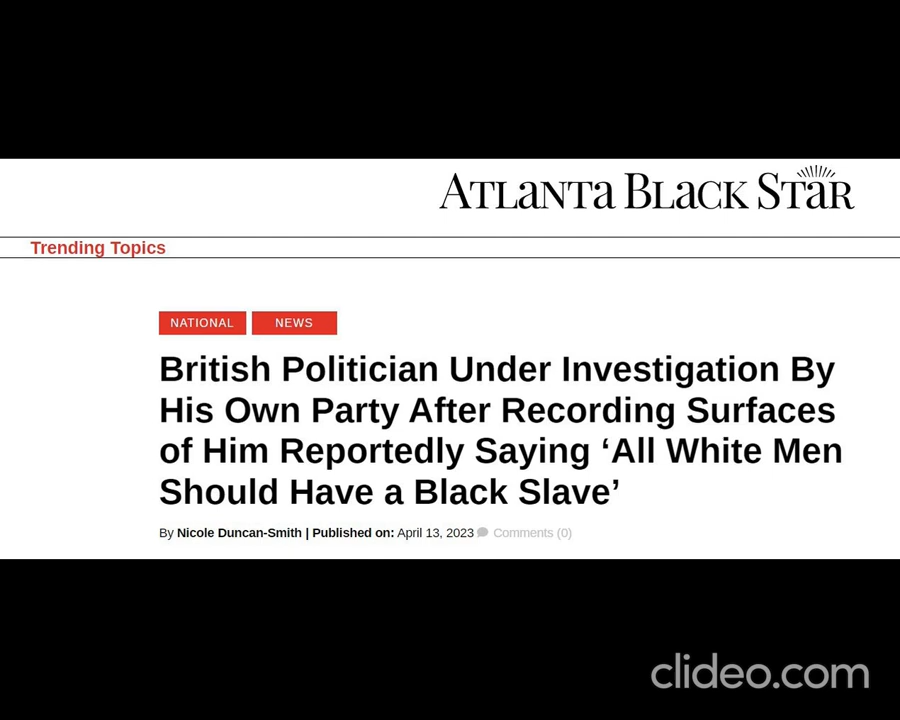 ATLANTA BLACK STAR
Trending Topics
NATIONAL NEWS
British Politician Under Investigation By
His Own Party After Recording Surfaces
of Him Reportedly Saying ‘All White Men
Should Have a Black Slave’
By Nicole Duncan-Smith | Published on: April 13, 2023 Comments (0)
clideo.com